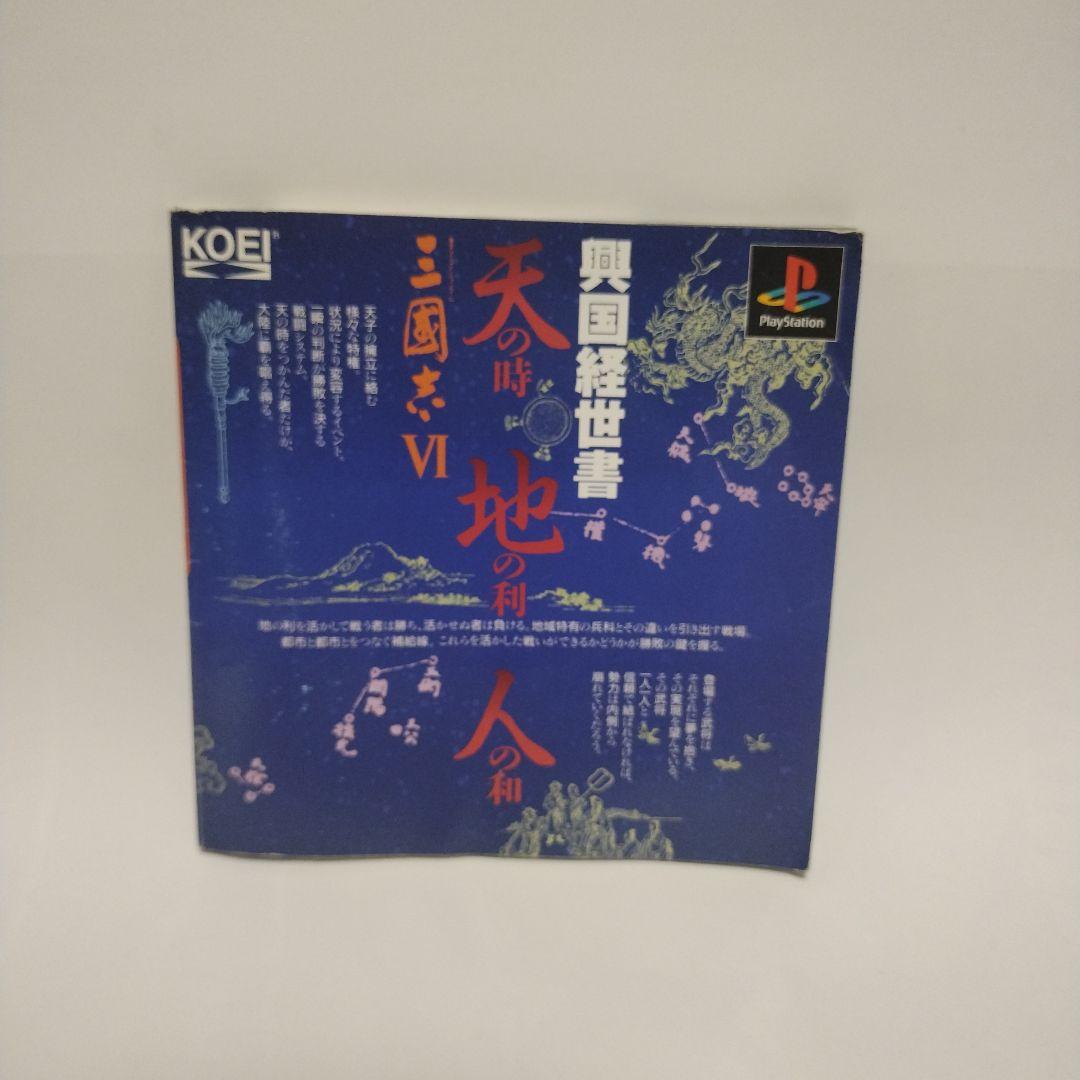 KOEI
PlayStation
興国経世書
天の時
地の利
人の和
三國志 VI
天子の擁立に絡む
様々な特権。
状況により変容するイベント。
一瞬の判断が勝敗を決する
戦闘システム。
天の時をつかんだ者だけが、
大陸に覇を唱え得る。
地の利を活かして戦う者は勝ち、活かせぬ者は負ける。地域特有の兵科とその違いを引き出す戦場。
都市と都市とをつなぐ補給線。これらを活かした戦いができるかどうかが勝敗の鍵を握る。
登場する武将は
それぞれに夢を抱き、
その実現を望んでいる。
その武将
一人一人と
信頼で結ばれなければ、
勢力は内側から
崩れていくだろう。
権
機